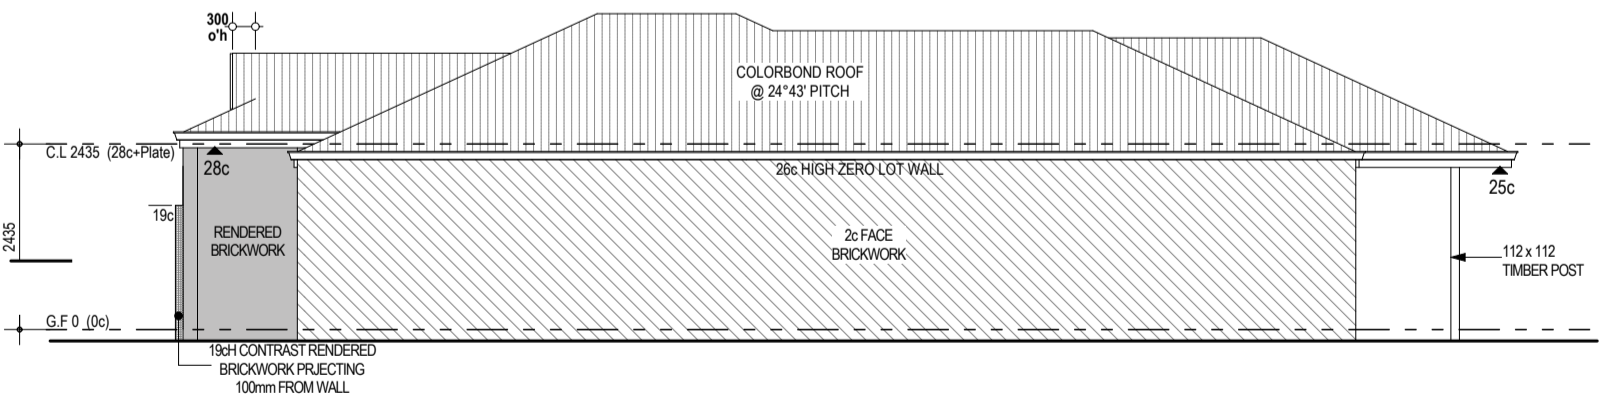 300
o'h
COLORBOND ROOF
@ 24°43' PITCH
C.L 2435 (28c+Plate)
28c
26c HIGH ZERO LOT WALL
25c
19c
2435
RENDERED
BRICKWORK
2c FACE
BRICKWORK
112 x 112
TIMBER POST
G.F 0 (0c)
19cH CONTRAST RENDERED
BRICKWORK PRJECTING
100mm FROM WALL